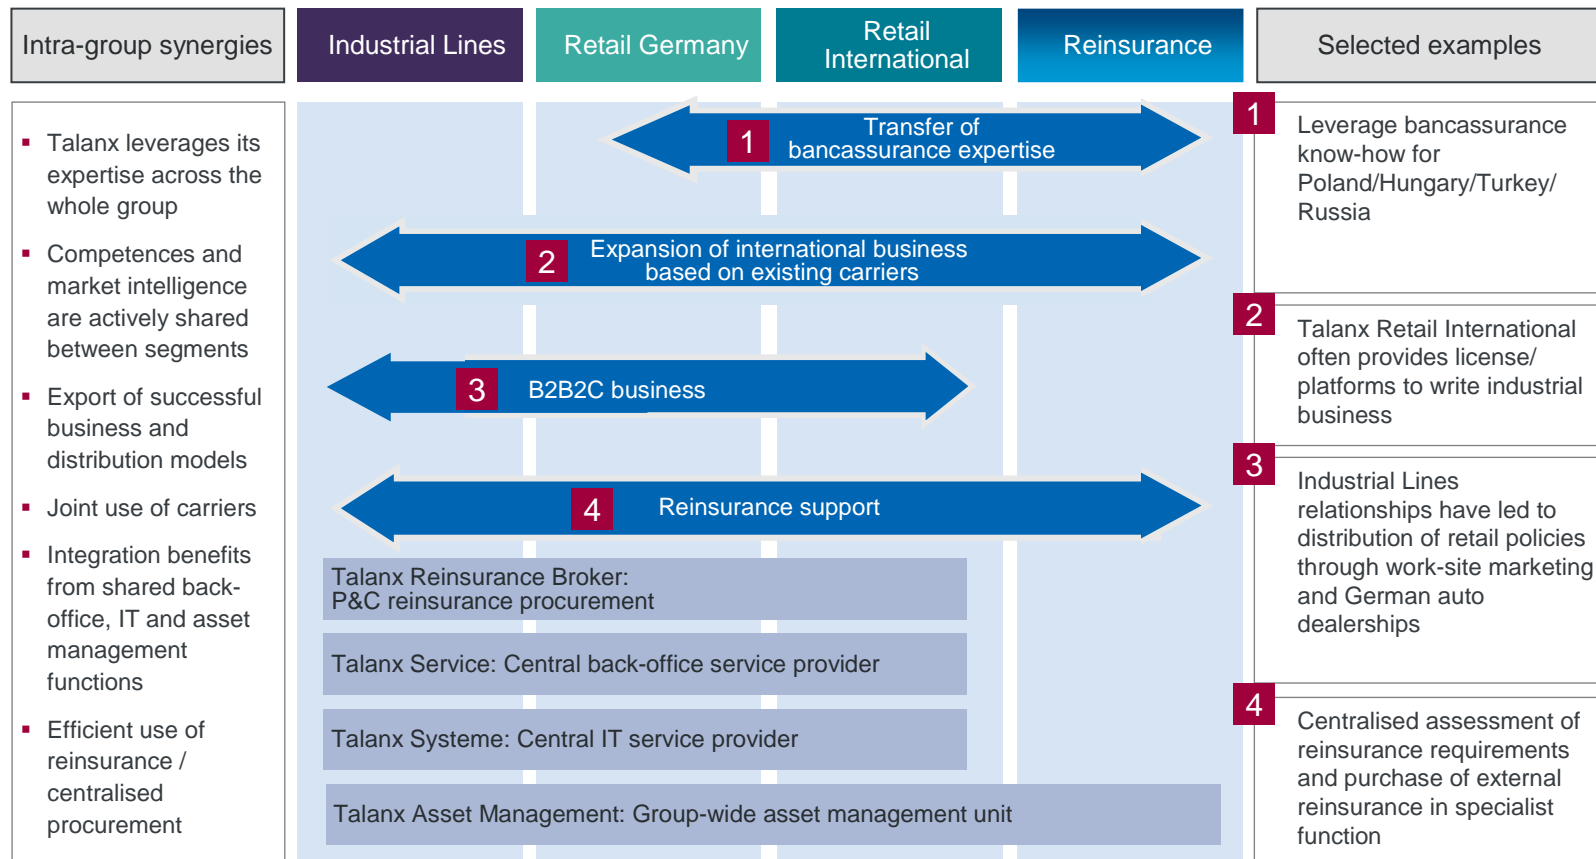 Intra-group synergies
Industrial Lines
Retail Germany
Retail
International
Reinsurance
Selected examples
▪ Talanx leverages its
expertise across the
whole group
▪ Competences and
market intelligence
are actively shared
between segments
▪ Export of successful
business and
distribution models
▪ Joint use of carriers
▪ Integration benefits
from shared back-
office, IT and asset
management
functions
▪ Efficient use of
reinsurance /
centralised
procurement
1
Transfer of
bancassurance expertise
2
Expansion of international business
based on existing carriers
3
B2B2C business
4
Reinsurance support
Talanx Reinsurance Broker:
P&C reinsurance procurement
Talanx Service: Central back-office service provider
Talanx Systeme: Central IT service provider
Talanx Asset Management: Group-wide asset management unit
1
Leverage bancassurance
know-how for
Poland/Hungary/Turkey/
Russia
2
Talanx Retail International
often provides license/
platforms to write industrial
business
3
Industrial Lines
relationships have led to
distribution of retail policies
through work-site marketing
and German auto
dealerships
4
Centralised assessment of
reinsurance requirements
and purchase of external
reinsurance in specialist
function